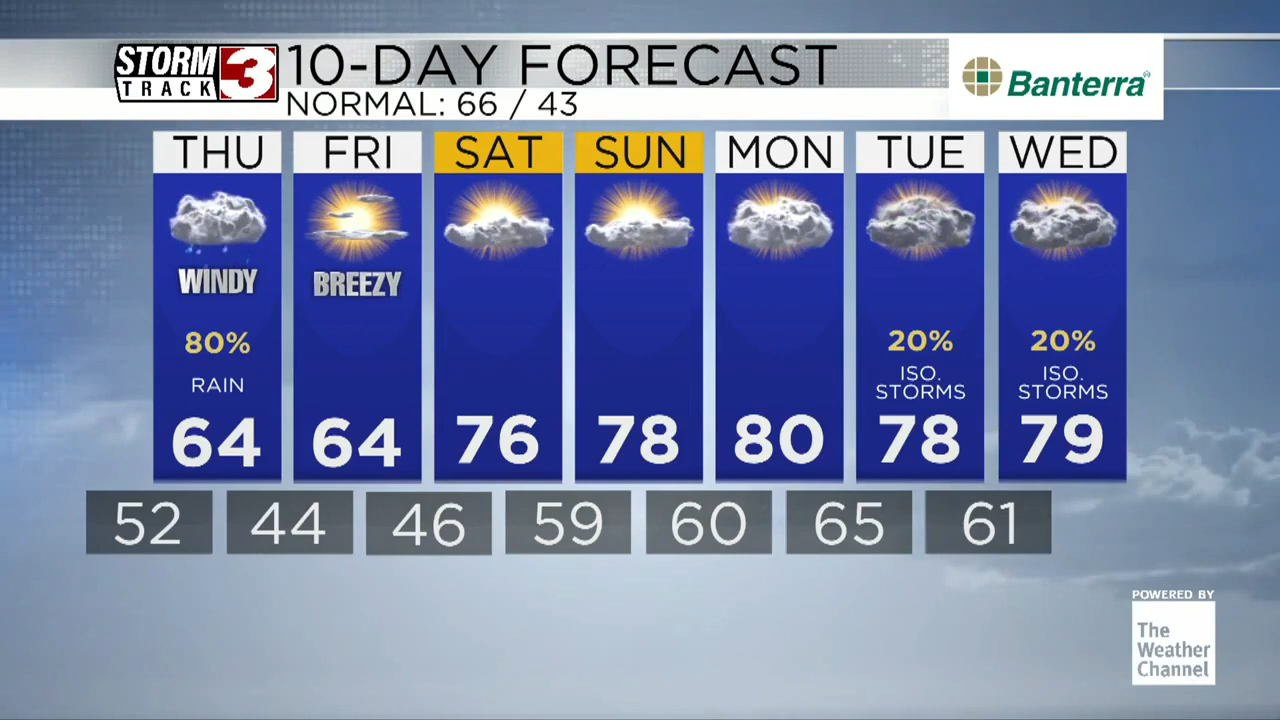 STORM
TRACK 3
10-DAY FORECAST
NORMAL: 66 / 43
Banterra
THU FRI SAT SUN MON TUE WED
WINDY BREEZY
80% 20% 20%
RAIN ISO. ISO.
STORMS STORMS
64 64 76 78 80 78 79
52 44 46 59 60 65 61
POWERED BY
The
Weather
Channel